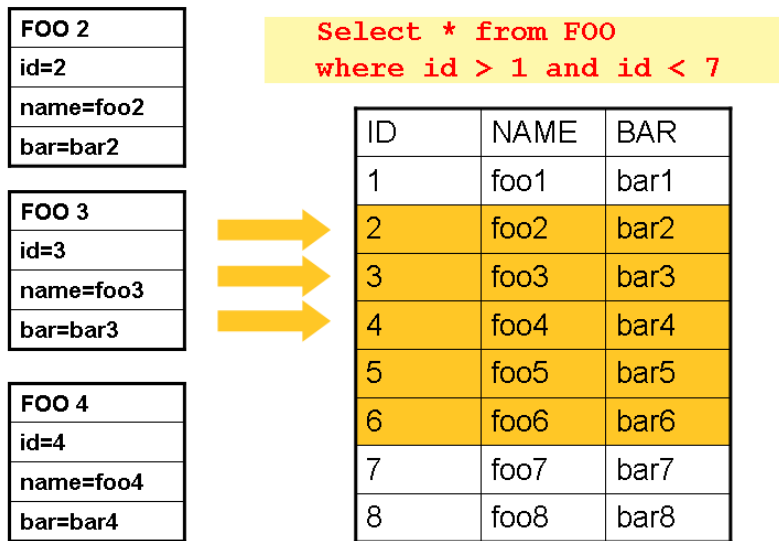 FOO 2
id=2
name=foo2
bar=bar2
FOO 3
id=3
name=foo3
bar=bar3
FOO 4
id=4
name=foo4
bar=bar4
Select * from FOO
where id > 1 and id < 7
ID NAME BAR
1 foo1 bar1
2 foo2 bar2
3 foo3 bar3
4 foo4 bar4
5 foo5 bar5
6 foo6 bar6
7 foo7 bar7
8 foo8 bar8